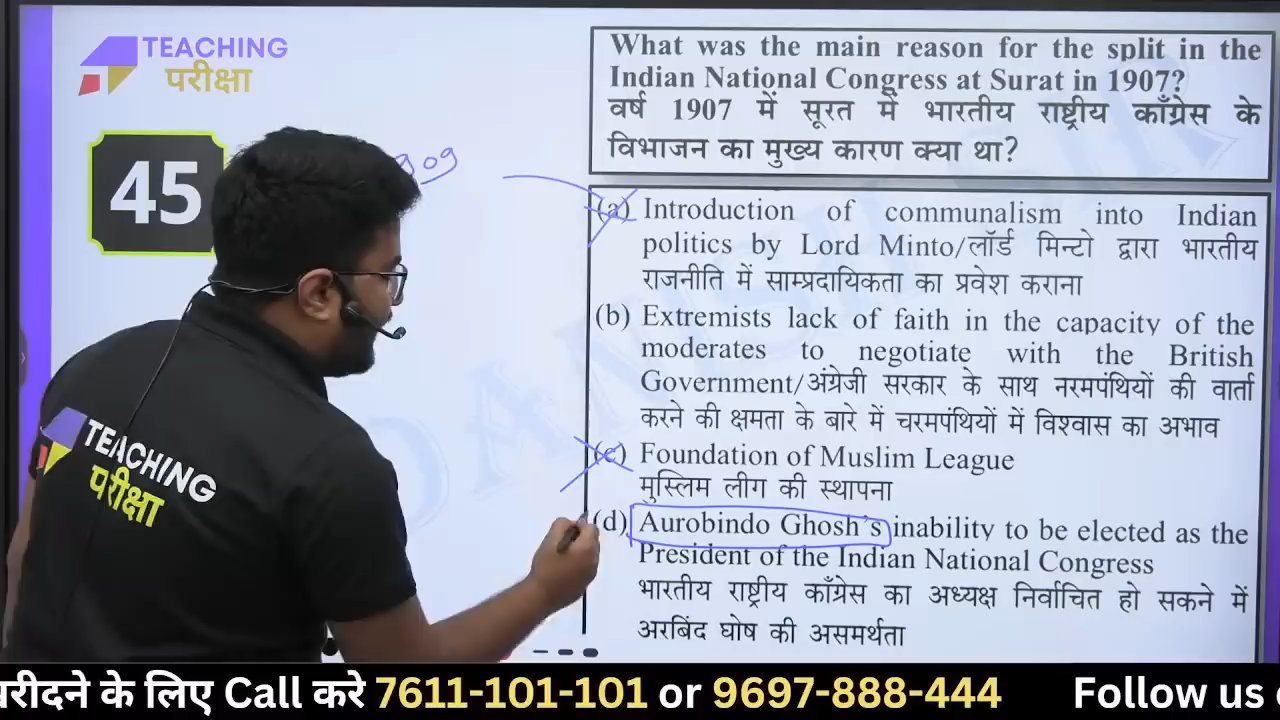 TEACHING
परीक्षा
45
909
What was the main reason for the split in the
Indian National Congress at Surat in 1907?
वर्ष 1907 में सूरत में भारतीय राष्ट्रीय काँग्रेस के
विभाजन का मुख्य कारण क्या था?
(a) Introduction of communalism into Indian
politics by Lord Minto/लॉर्ड मिन्टो द्वारा भारतीय
राजनीति में साम्प्रदायिकता का प्रवेश कराना
(b) Extremists lack of faith in the capacity of the
moderates to negotiate with the British
Government/अंग्रेजी सरकार के साथ नरमपंथियों की वार्ता
करने की क्षमता के बारे में चरमपंथियों में विश्वास का अभाव
(c) Foundation of Muslim League
मुस्लिम लीग की स्थापना
(d) Aurobindo Ghosh's inability to be elected as the
President of the Indian National Congress
भारतीय राष्ट्रीय काँग्रेस का अध्यक्ष निर्वाचित हो सकने में
अरबिंद घोष की असमर्थता
TEACHING
परीक्षा
के लिए Call करे 7611-101-101 or 9697-888-444 Follow us